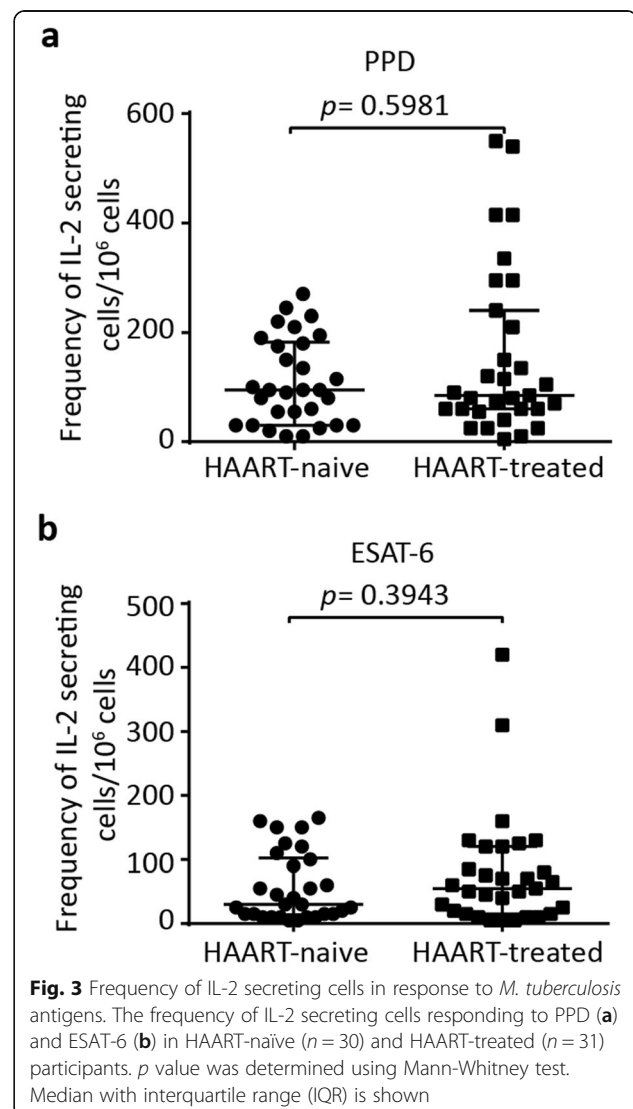 a
PPD
p= 0.5981
600
400
200
0
Frequency of IL-2 secreting
cells/10⁶ cells
HAART-naive HAART-treated
b
ESAT-6
p= 0.3943
500
400
300
200
100
0
Frequency of IL-2 secreting
cells/10⁶ cells
HAART-naive HAART-treated
Fig. 3 Frequency of IL-2 secreting cells in response to M. tuberculosis
antigens. The frequency of IL-2 secreting cells responding to PPD (a)
and ESAT-6 (b) in HAART-naïve (n = 30) and HAART-treated (n = 31)
participants. p value was determined using Mann-Whitney test.
Median with interquartile range (IQR) is shown